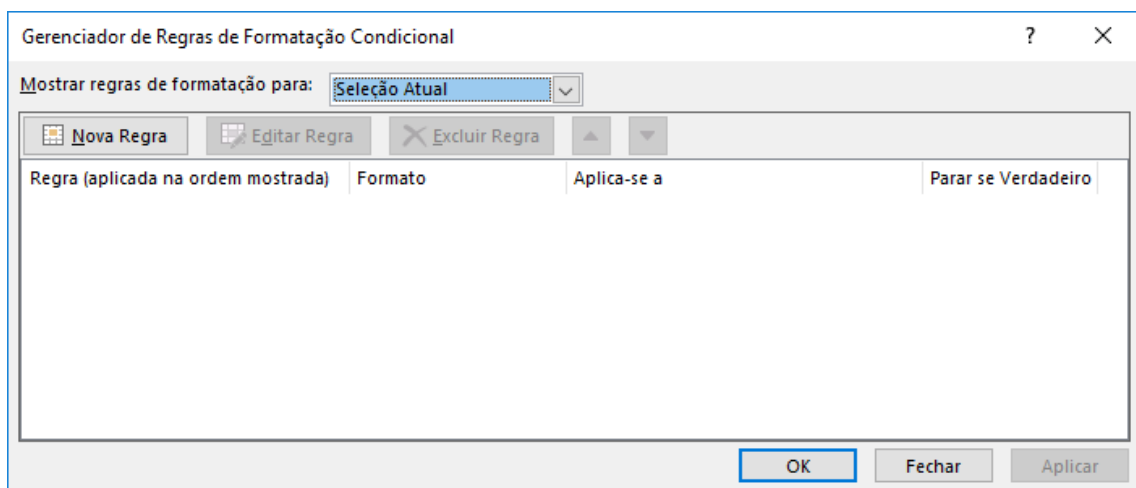 Gerenciador de Regras de Formatação Condicional ?
Mostrar regras de formatação para: Seleção Atual
Nova Regra Editar Regra Excluir Regra
Regra (aplicada na ordem mostrada) Formato Aplica-se a Parar se Verdadeiro
OK Fechar Aplicar